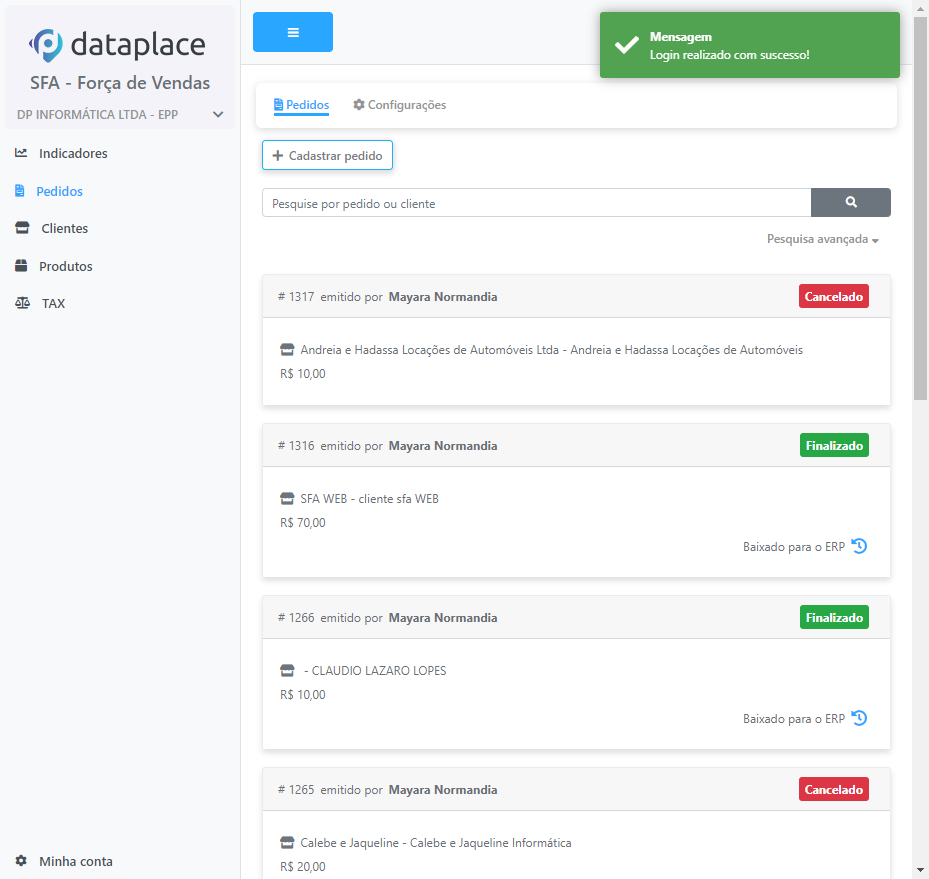 dataplace
SFA - Força de Vendas
DP INFORMÁTICA LTDA - EPP
Indicadores
Pedidos
Clientes
Produtos
TAX
Minha conta
Mensagem
Login realizado com suscesso!
Pedidos Configurações
Cadastrar pedido
Pesquise por pedido ou cliente
Pesquisa avançada
# 1317 emitido por Mayara Normandia Cancelado
Andreia e Hadassa Locações de Automóveis Ltda - Andreia e Hadassa Locações de Automóveis
R$ 10,00
# 1316 emitido por Mayara Normandia Finalizado
SFA WEB - cliente sfa WEB
R$ 70,00
Baixado para o ERP
# 1266 emitido por Mayara Normandia Finalizado
- CLAUDIO LAZARO LOPES
R$ 10,00
Baixado para o ERP
# 1265 emitido por Mayara Normandia Cancelado
Calebe e Jaqueline - Calebe e Jaqueline Informática
R$ 20,00